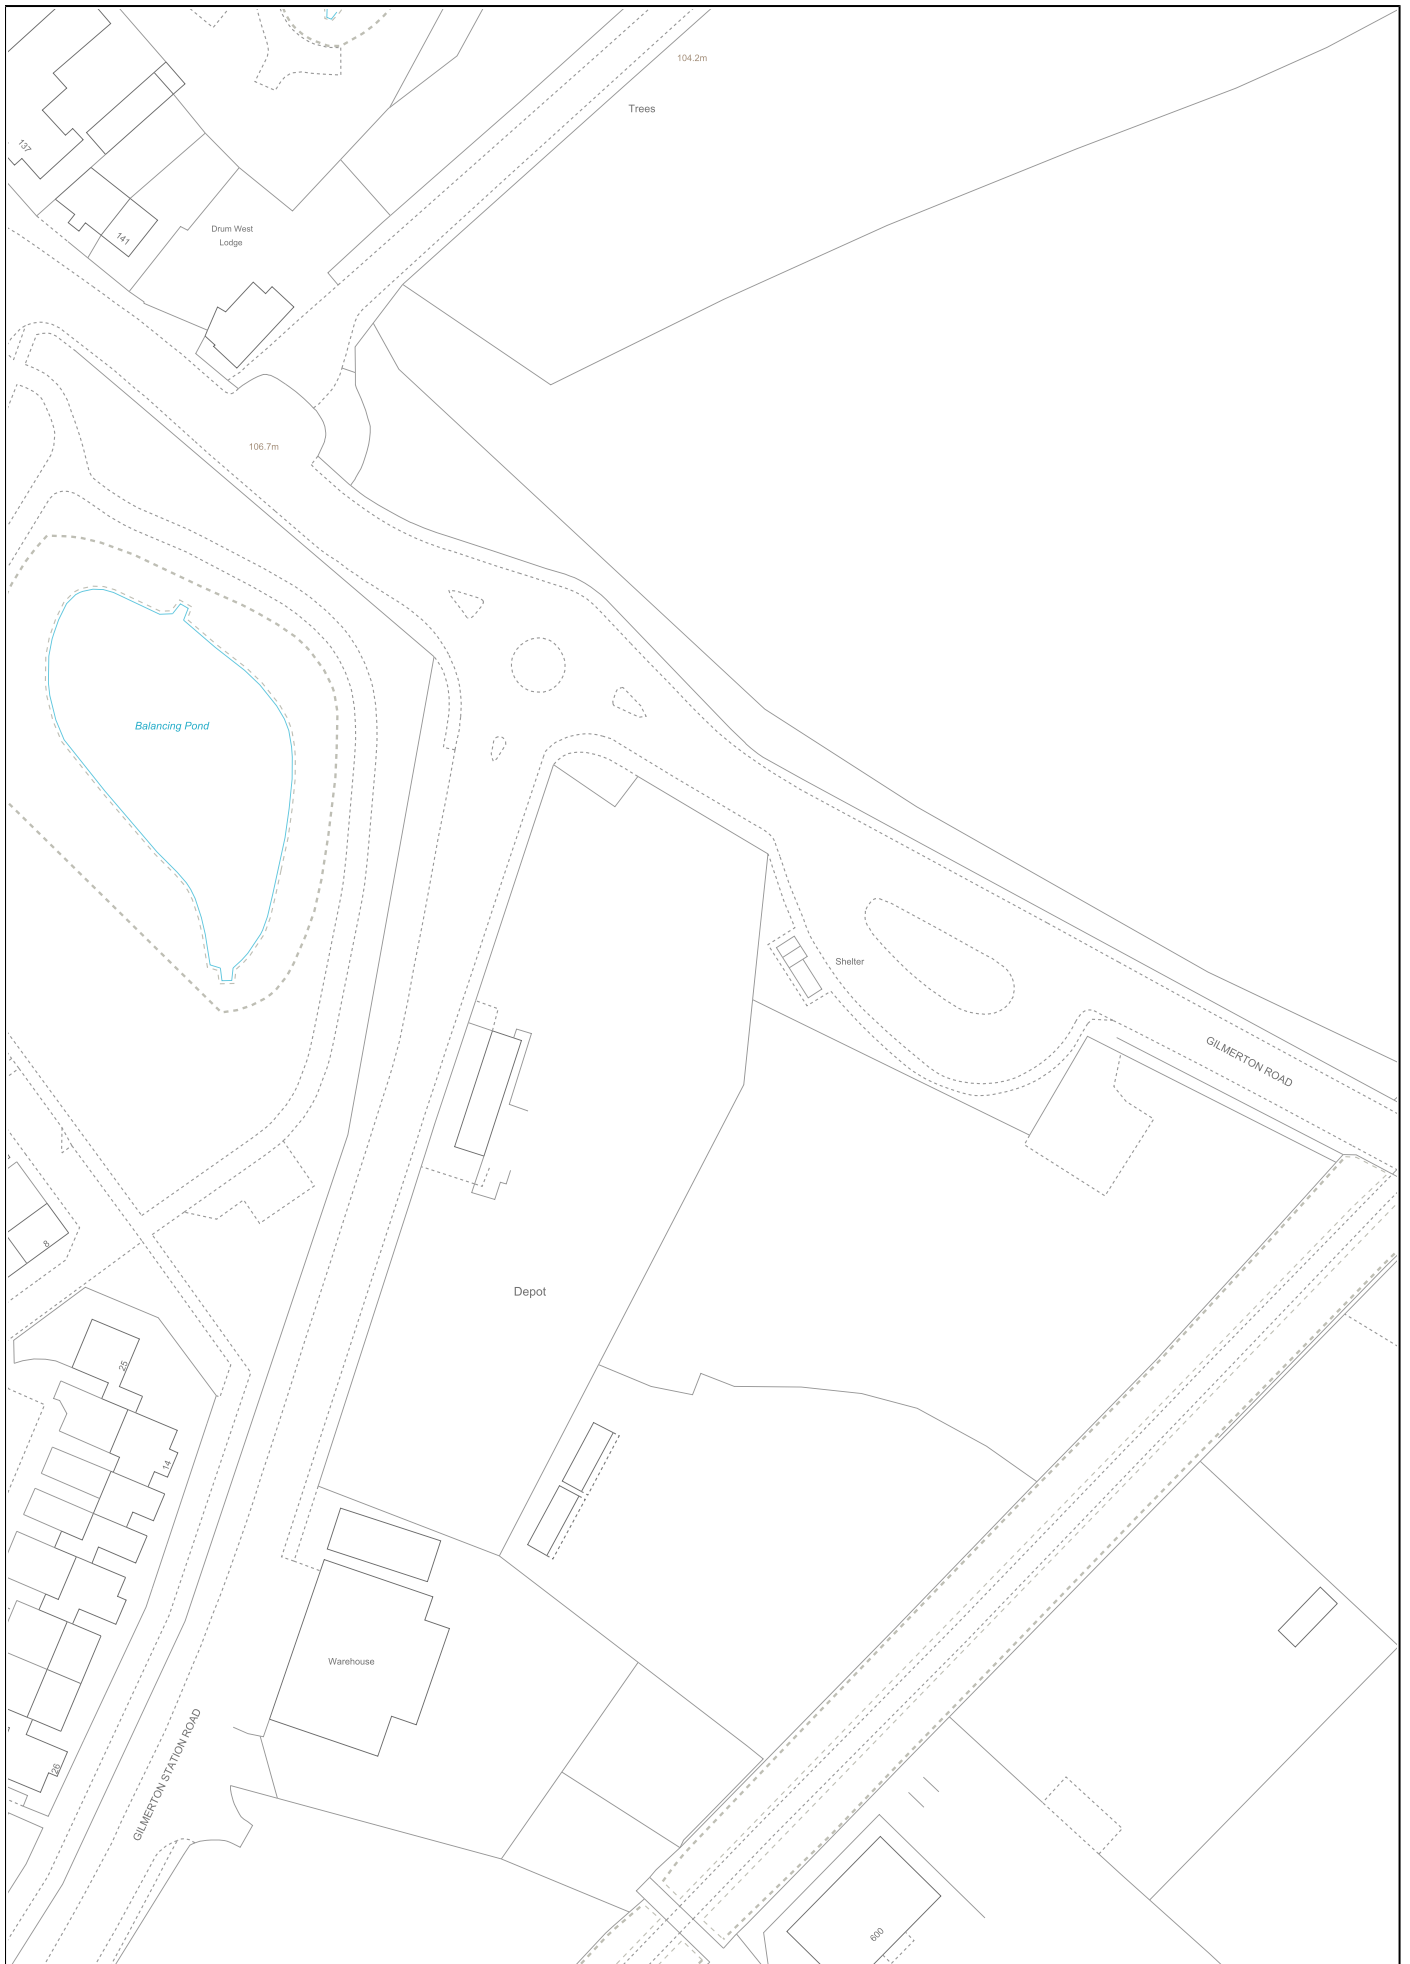 104.2m
Trees
137
141
Drum West
Lodge
106.7m
Balancing Pond
Shelter
GILMERTON ROAD
8
Depot
25
14
Warehouse
GILMERTON STATION ROAD
26
600